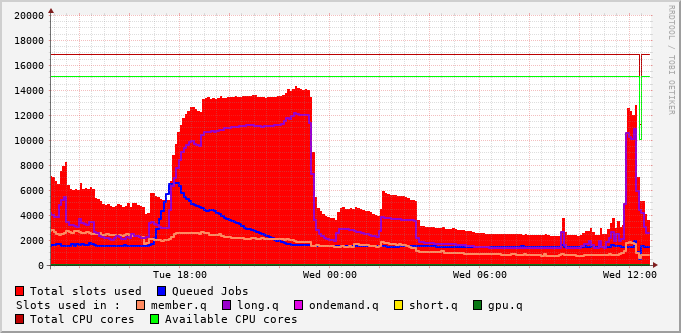 20000
18000
16000
14000
12000
10000
8000
6000
4000
2000
0
Tue 18:00 Wed 00:00 Wed 06:00 Wed 12:00
RRDTOOL / TOBI OETIKER
Total slots used Queued Jobs
Slots used in : member.q long.q ondemand.q short.q gpu.q
Total CPU cores Available CPU cores